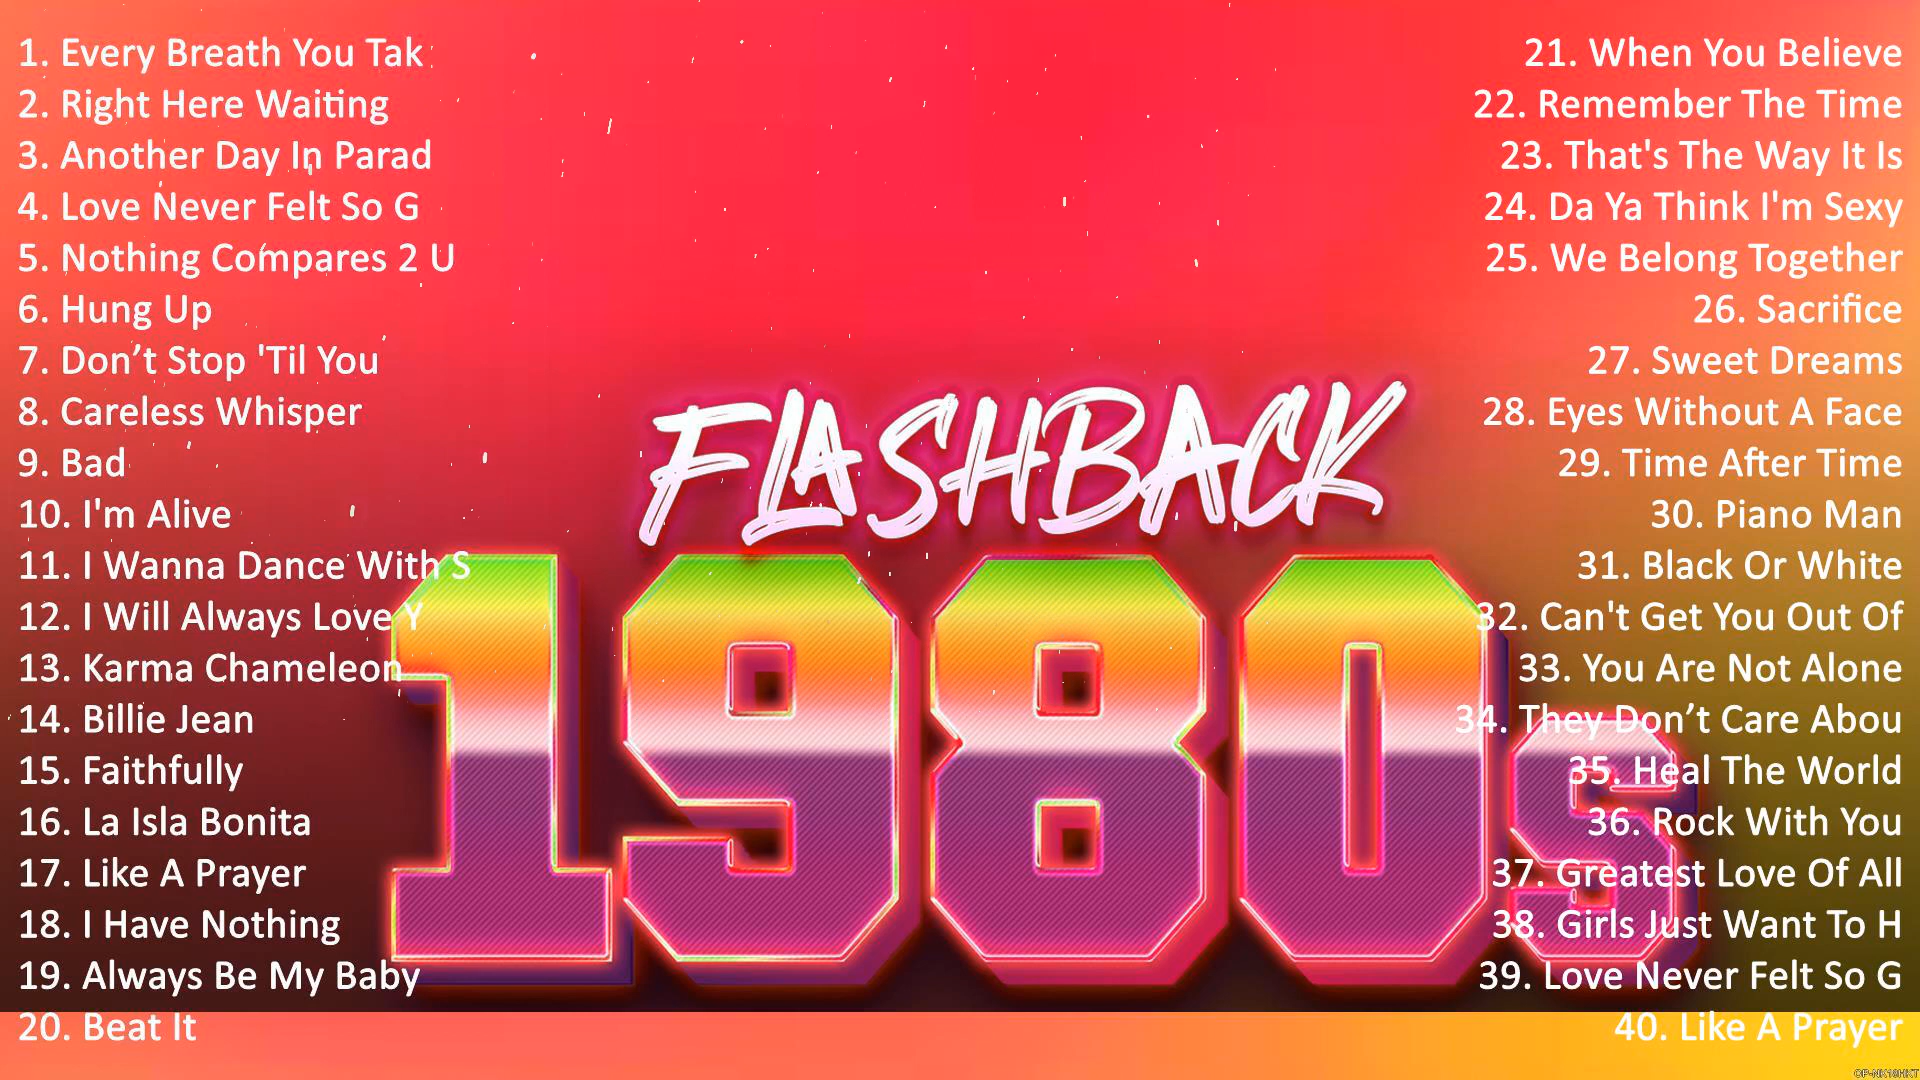 1. Every Breath You Tak
2. Right Here Waiting
3. Another Day In Parad
4. Love Never Felt So G
5. Nothing Compares 2 U
6. Hung Up
7. Don’t Stop 'Til You
8. Careless Whisper
9. Bad
10. I'm Alive
11. I Wanna Dance With S
12. I Will Always Love Y
13. Karma Chameleon
14. Billie Jean
15. Faithfully
16. La Isla Bonita
17. Like A Prayer
18. I Have Nothing
19. Always Be My Baby
20. Beat It
FLASHBACK
1980s
21. When You Believe
22. Remember The Time
23. That's The Way It Is
24. Da Ya Think I'm Sexy
25. We Belong Together
26. Sacrifice
27. Sweet Dreams
28. Eyes Without A Face
29. Time After Time
30. Piano Man
31. Black Or White
32. Can't Get You Out Of
33. You Are Not Alone
34. They Don’t Care Abou
35. Heal The World
36. Rock With You
37. Greatest Love Of All
38. Girls Just Want To H
39. Love Never Felt So G
40. Like A Prayer